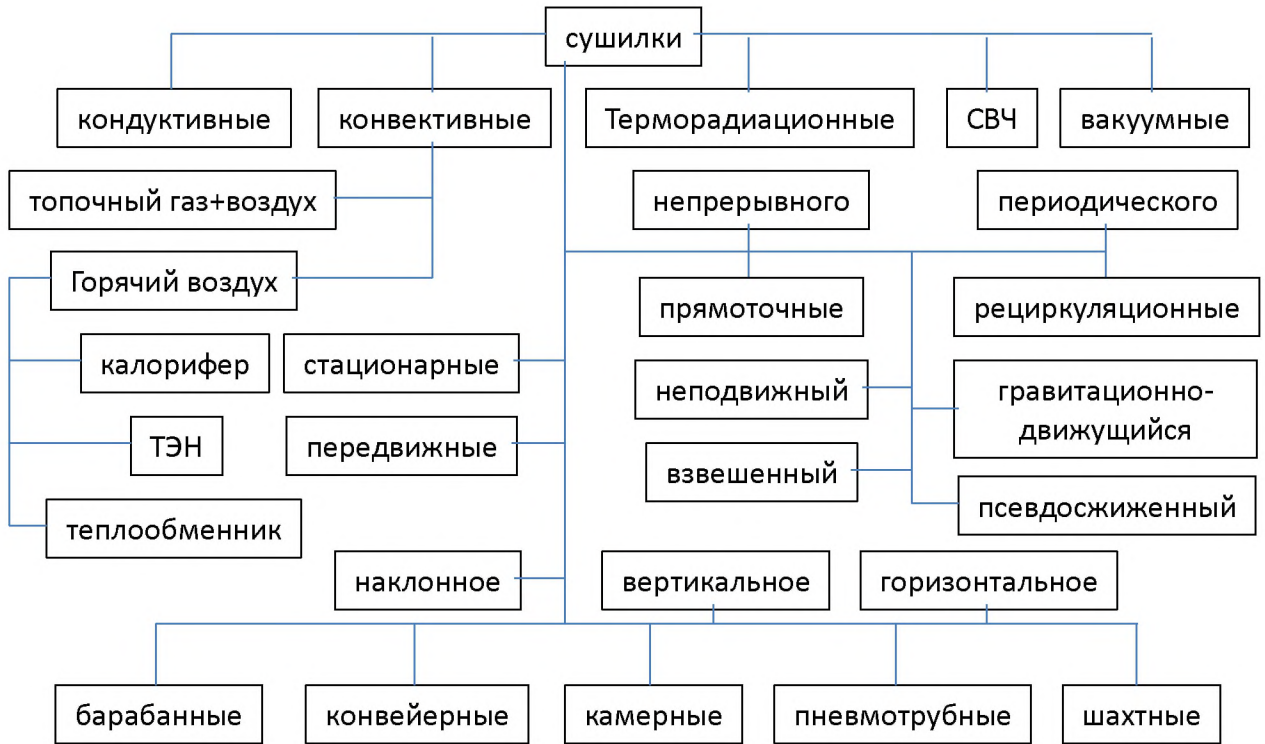 сушилки
кондуктивные
конвективные
Терморадиационные
СВЧ
вакуумные
топочный газ+воздух
непрерывного
периодического
Горячий воздух
прямоточные
рециркуляционные
калорифер
стационарные
неподвижный
гравитационно-
движущийся
ТЭН
передвижные
взвешенный
псевдосжиженный
теплообменник
наклонное
вертикальное
горизонтальное
барабанные
конвейерные
камерные
пневмотрубные
шахтные